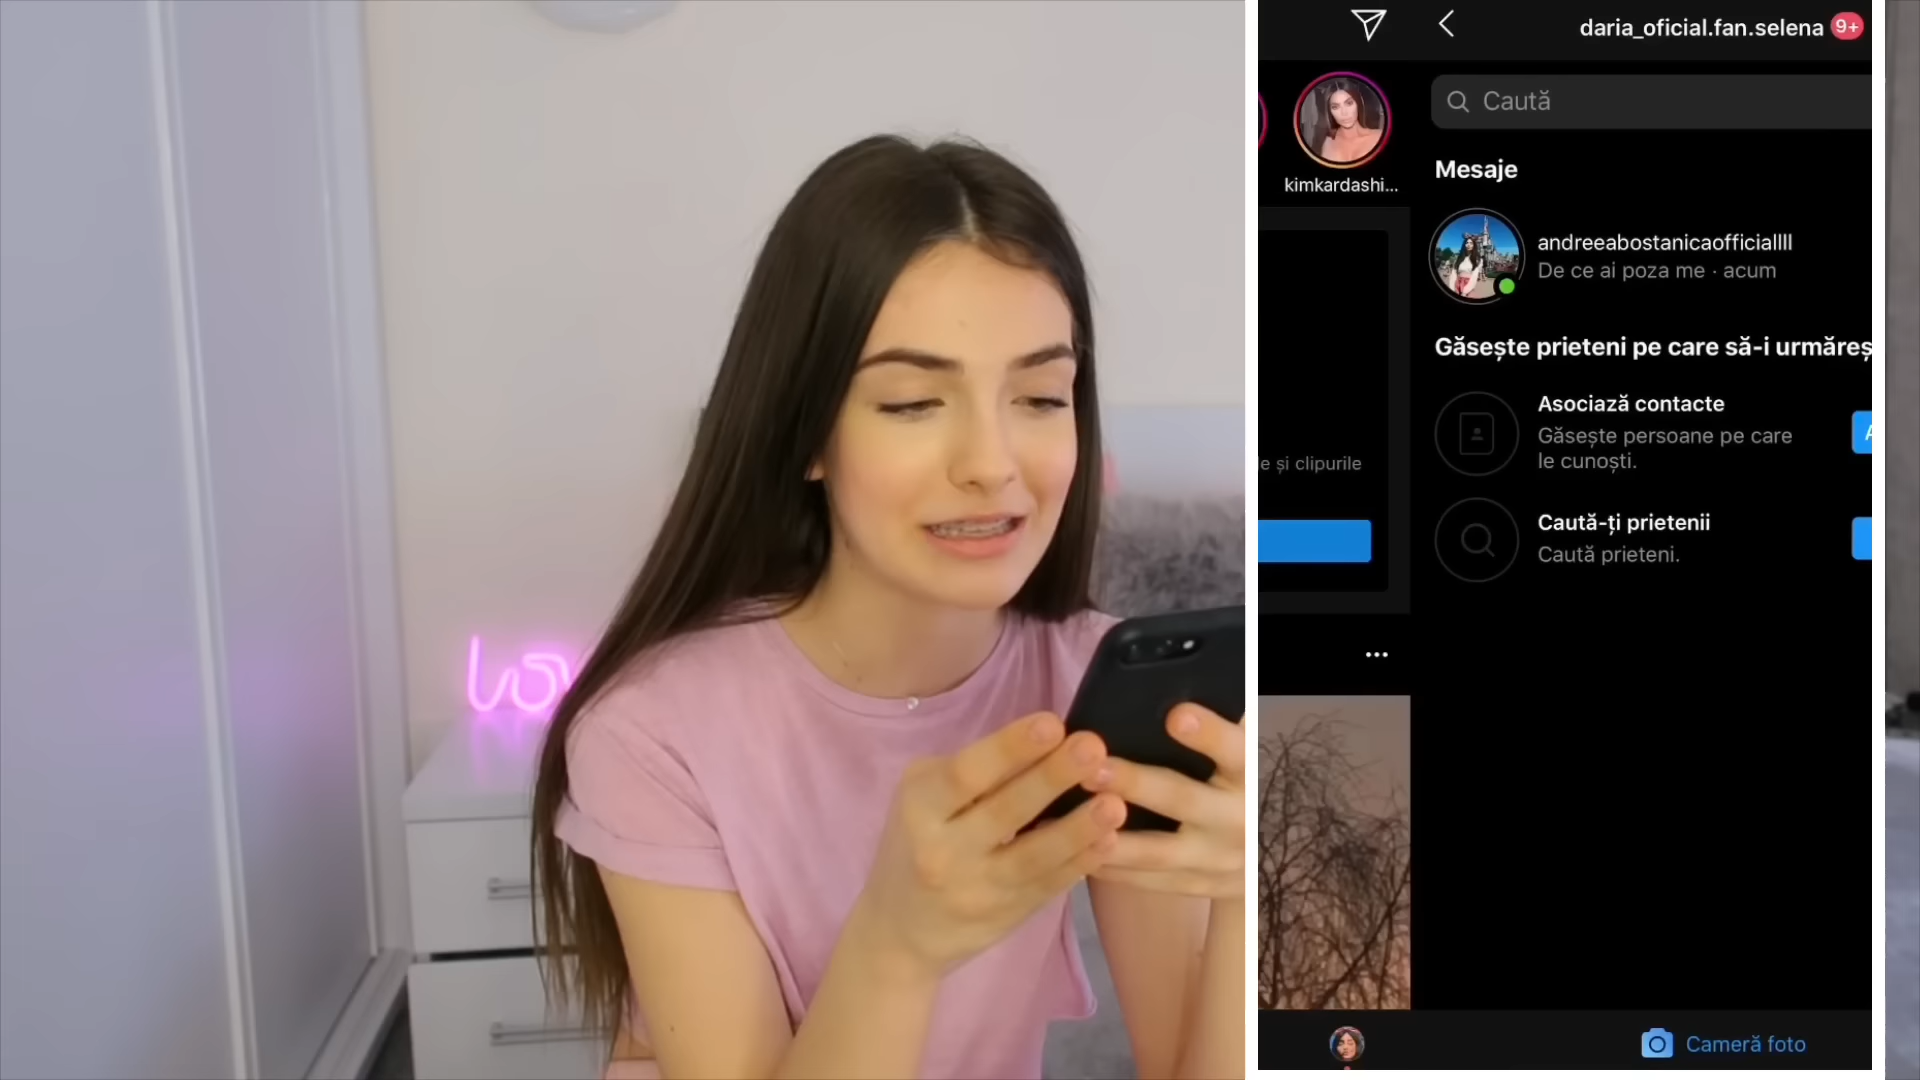 lov
daria_oficial.fan.selena 9+
Caută
kimkardashi...
Mesaje
andreeabostanicaofficiallll
De ce ai poza me · acum
Găsește prieteni pe care să-i urmăreș
Asociază contacte
Găsește persoane pe care
le cunoști.
A
e și clipurile
Caută-ți prietenii
Caută prieteni.
Cameră foto